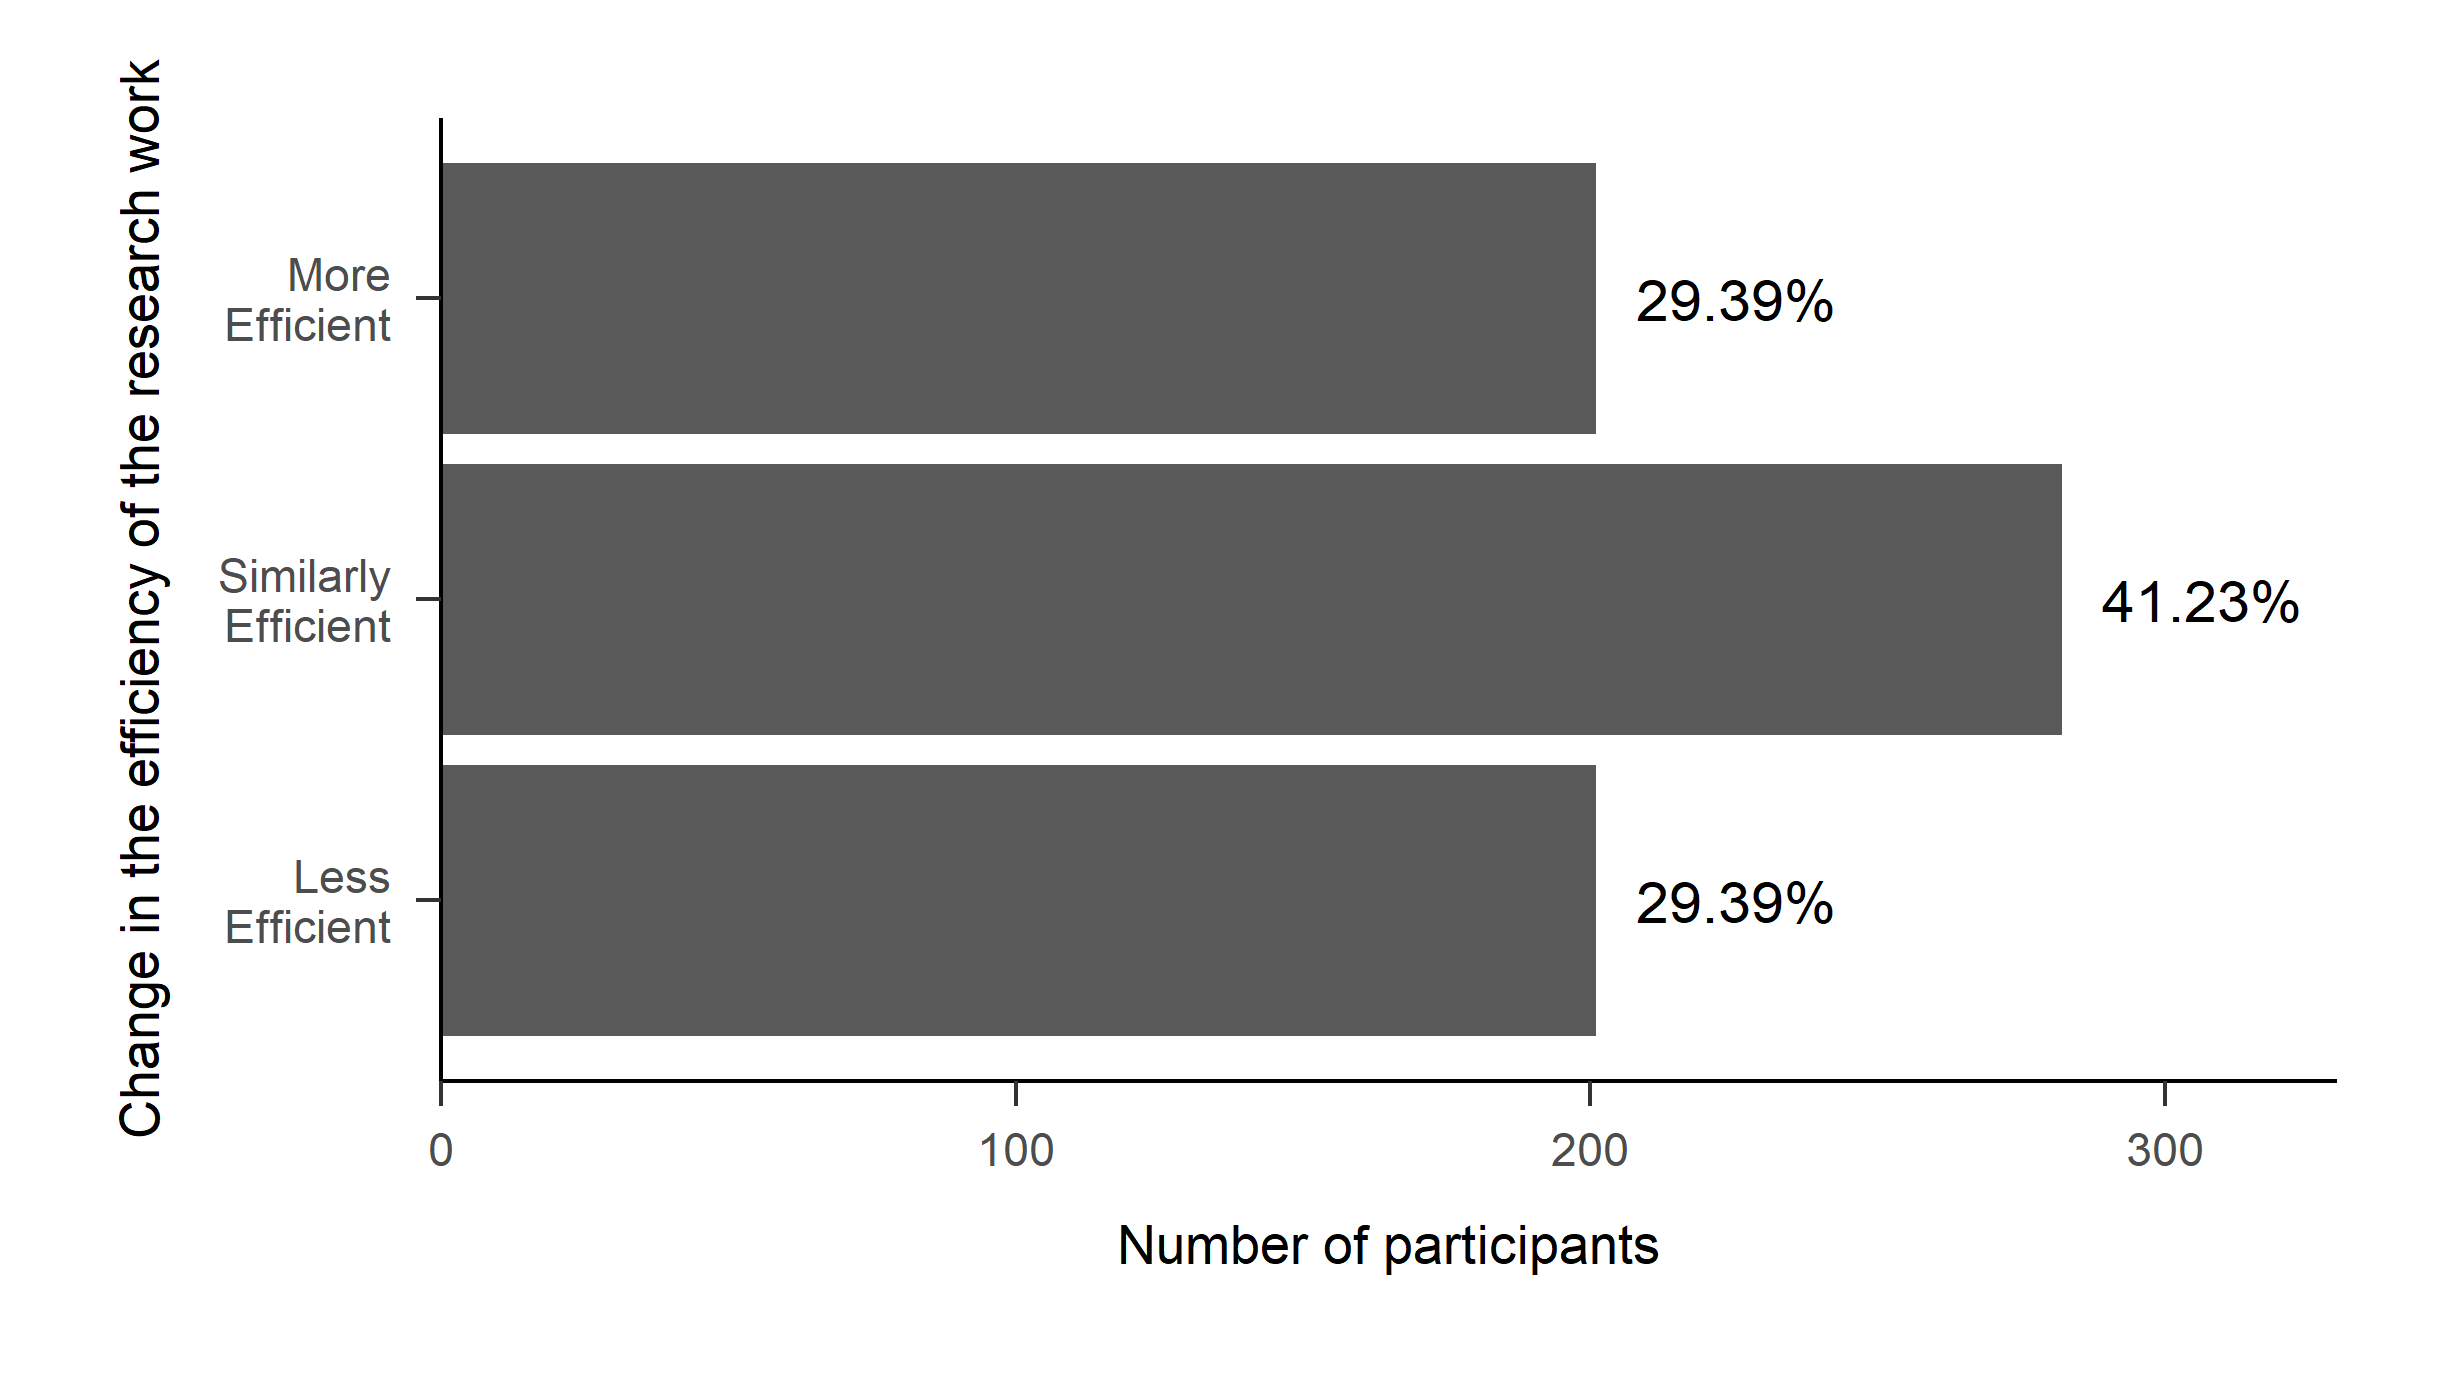 Change in the efficiency of the research work
More
Efficient
29.39%
Similarly
Efficient
41.23%
Less
Efficient
29.39%
0 100 200 300
Number of participants